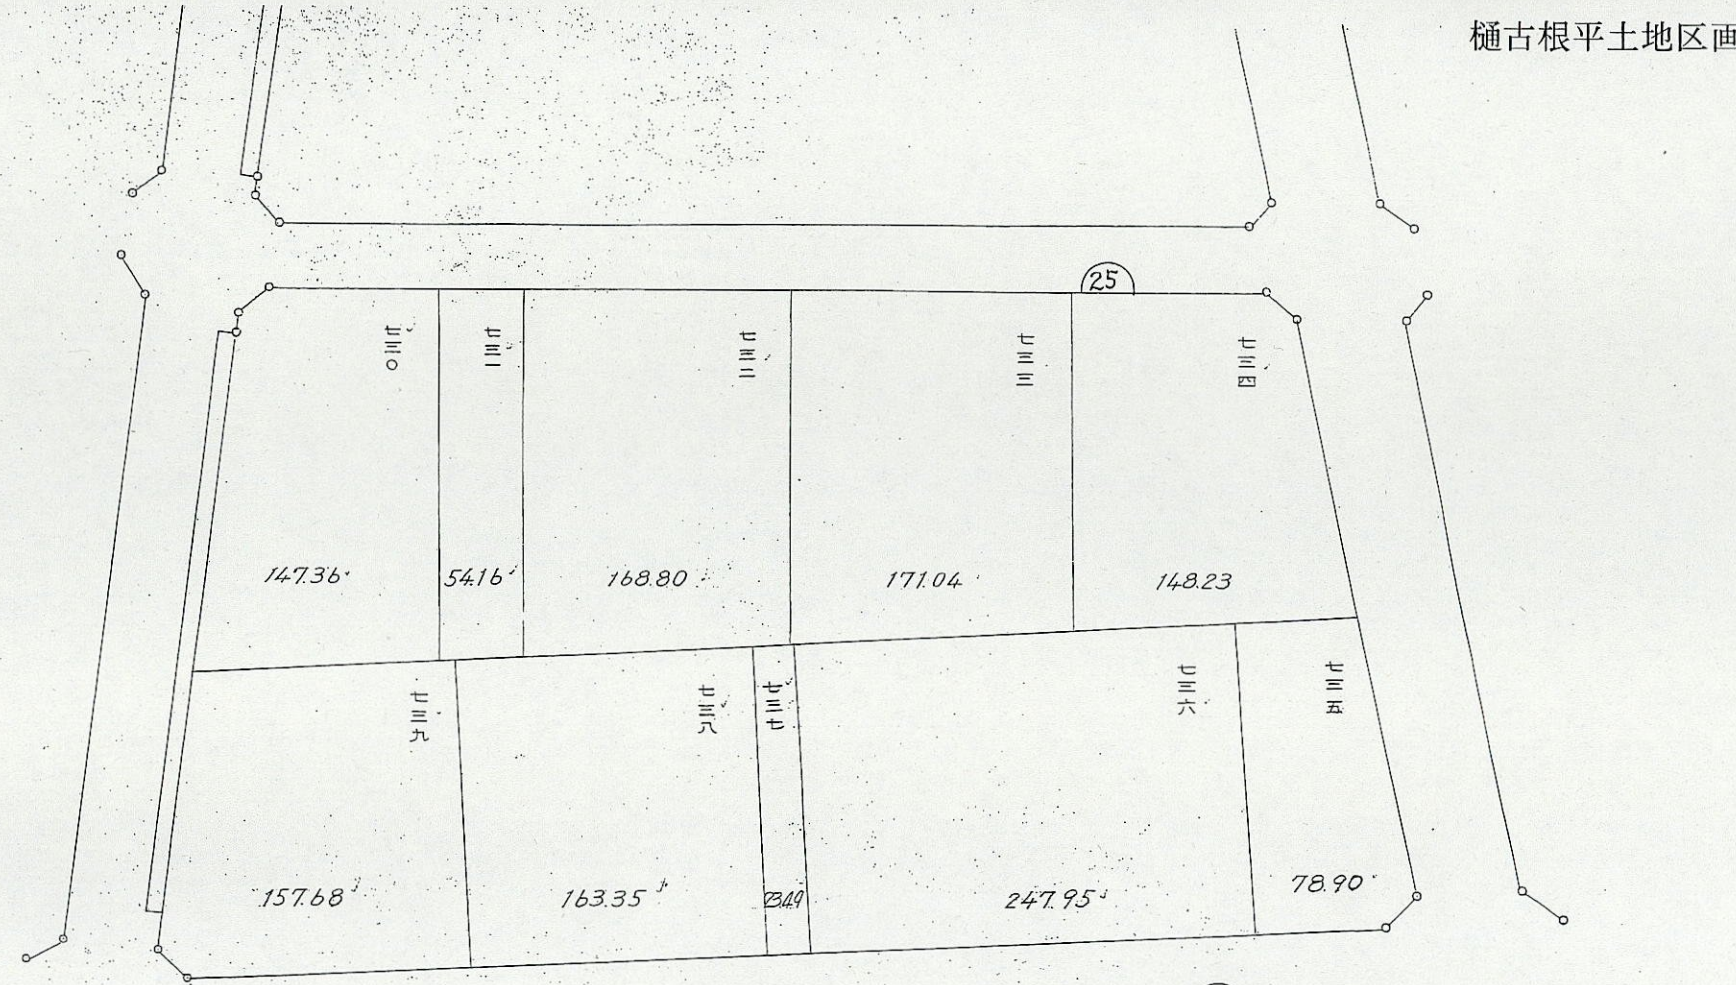 樋古根平土地区画
25
七三〇
七三一
七三二
七三三
七三四
147.36
54.16
168.80
171.04
148.23
七三九
七三八
七三七
七三六
七三五
157.68
163.35
23.49
247.95
78.90